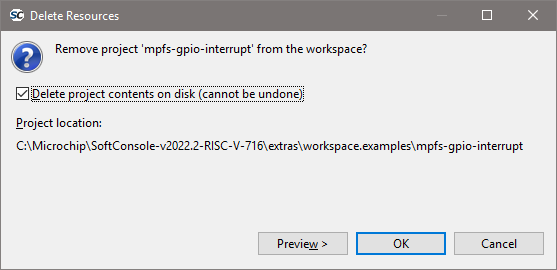 SC Delete Resources
Remove project 'mpfs-gpio-interrupt' from the workspace?
Delete project contents on disk (cannot be undone)
Project location:
C:\Microchip\SoftConsole-v2022.2-RISC-V-716\extras\workspace.examples\mpfs-gpio-interrupt
Preview >
OK
Cancel